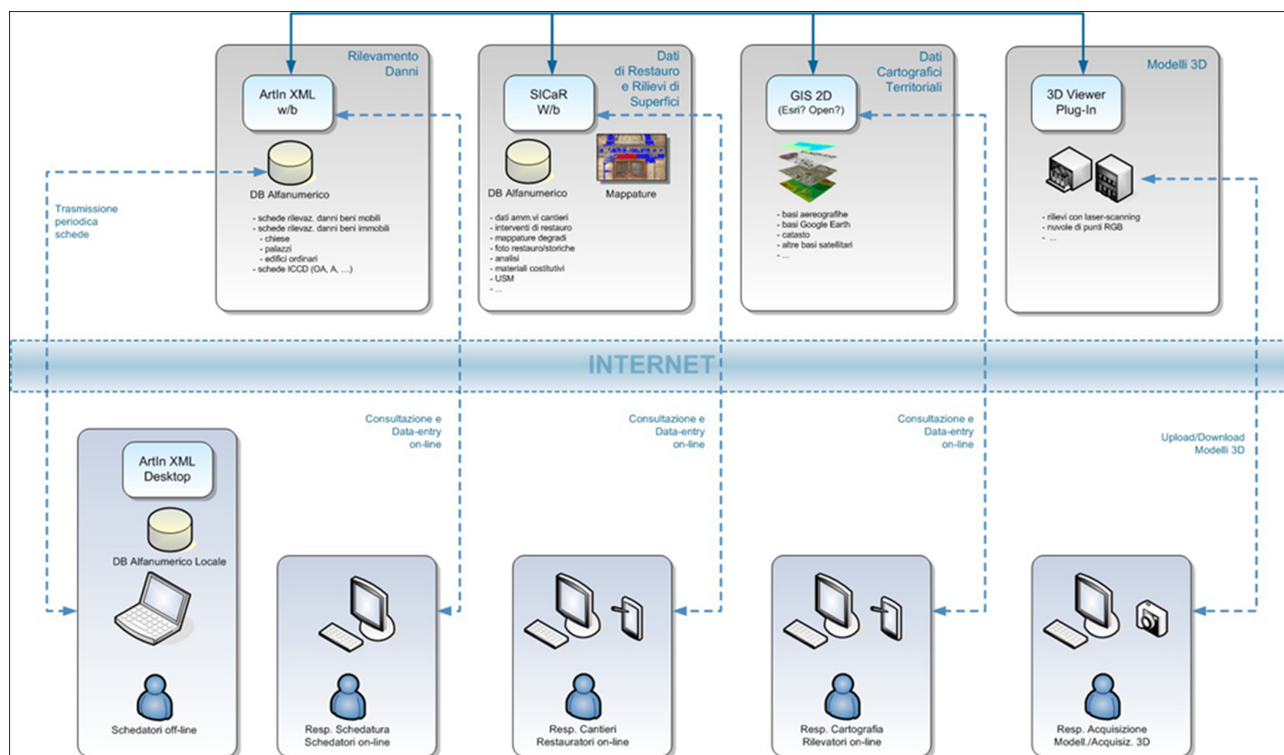 Rilevamento
Danni
ArtIn XML
w/b
DB Alfanumerico
- schede rilevaz. danni beni mobili
- schede rilevaz. danni beni immobili
- chiese
- palazzi
- edifici ordinari
- schede ICCD (OA, A, ...)
Dati
di Restauro
e Rilievi di
Superfici
SICaR
W/b
DB Alfanumerico
Mappature
- dati amm.vi cantieri
- interventi di restauro
- mappature degradi
- foto restauro/storiche
- analisi
- materiali costitutivi
- USM
- ...
Dati
Cartografici
Territoriali
GIS 2D
(Esri? Open?)
- basi aereografihe
- basi Google Earth
- catasto
- altre basi satellitari
- ...
Modelli 3D
3D Viewer
Plug-In
- rilievi con laser-scanning
- nuvole di punti RGB
- ...
Trasmissione
periodica
schede
INTERNET
Consultazione e
Data-entry
on-line
Consultazione e
Data-entry
on-line
Consultazione e
Data-entry
on-line
Upload/Download
Modelli 3D
ArtIn XML
Desktop
DB Alfanumerico Locale
Schedatori off-line
Resp. Schedatura
Schedatori on-line
Resp. Cantieri
Restauratori on-line
Resp. Cartografia
Rilevatori on-line
Resp. Acquisizione
Modell./Acquisiz. 3D